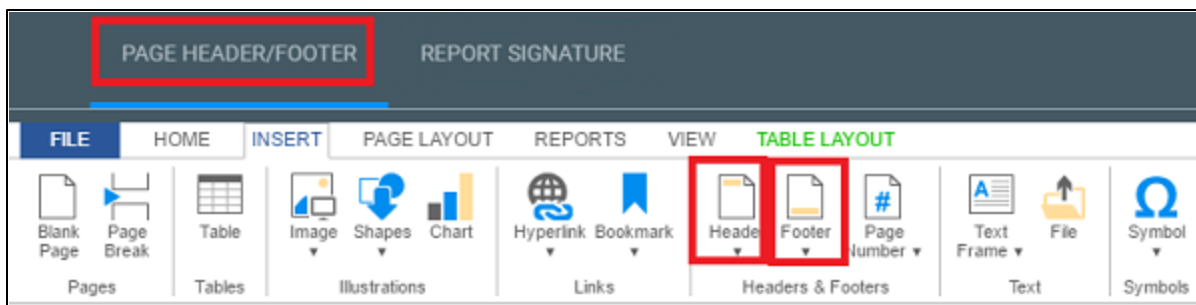 PAGE HEADER/FOOTER REPORT SIGNATURE
FILE HOME INSERT PAGE LAYOUT REPORTS VIEW TABLE LAYOUT
A #
Blank Page Table Image Shapes Chart Hyperlink Bookmark Heade Footer Page Text File Symbol
Page Break Number Frame
Pages Tables Illustrations Links Headers & Footers Text Symbols